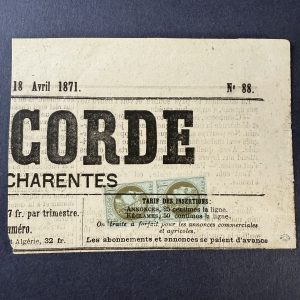 18 Avril 1871.
Nº 88.
CORDE
CHARENTES
TARIF DES INSERTIONS:
7 fr. par trimestre.
ANNONCES, 25 centimes la ligne.
RÉCLAMES, 50 centimes la ligne.
uméro.
On traite à forfait pour les annonces commerciales
et agricoles.
et Algérie, 32 fr.
Les abonnements et annonces se paient d'avance